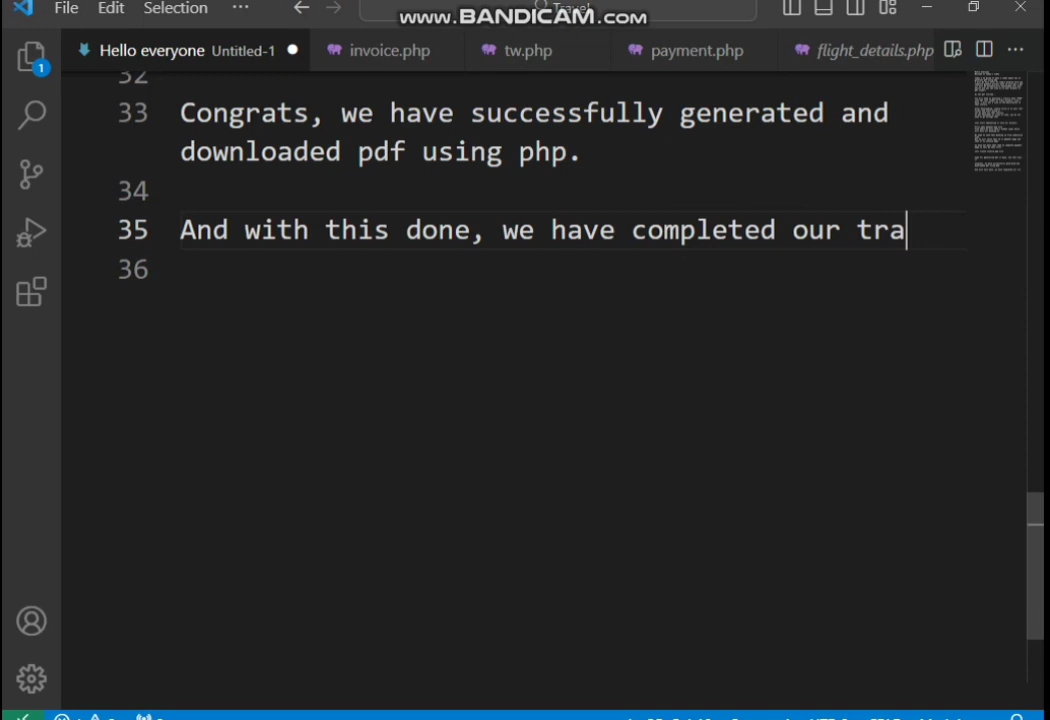 File Edit Selection ...
www.BANDICAM.com
Travel
Hello everyone Untitled-1
invoice.php
tw.php
payment.php
flight_details.php
1
33 Congrats, we have successfully generated and
downloaded pdf using php.
34
35 And with this done, we have completed our tra
36